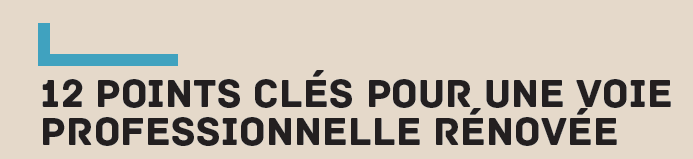 12 POINTS CLÉS POUR UNE VOIE
PROFESSIONNELLE RÉNOVÉE